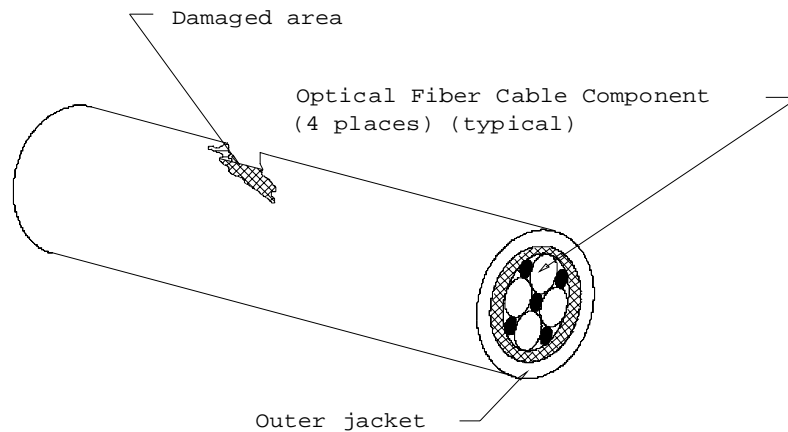 Damaged area
Optical Fiber Cable Component
(4 places) (typical)
Outer jacket